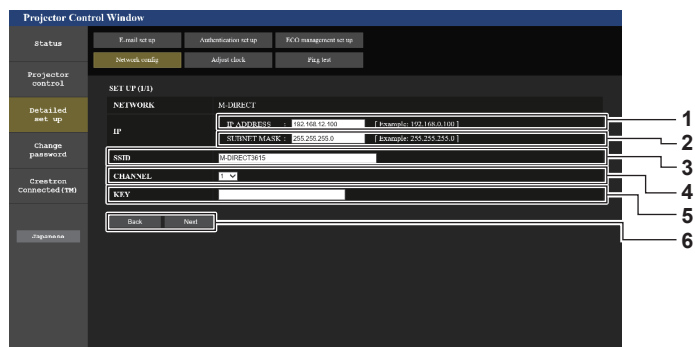 Projector Control Window
Status
E-mail set up
Authentication set up
ECO management set up
Network config
Adjust clock
Ping test
Projector
control
SET UP (1/1)
NETWORK M-DIRECT
Detailed
set up
IP
IP ADDRESS : 192.168.12.100 [ Example: 192.168.0.100 ]
1
SUBNET MASK : 255.255.255.0 [ Example: 255.255.255.0 ]
2
Change
password
SSID M-DIRECT3615
3
CHANNEL 1
4
Crestron
Connected(TM)
KEY
5
Back Next
6
Japanese